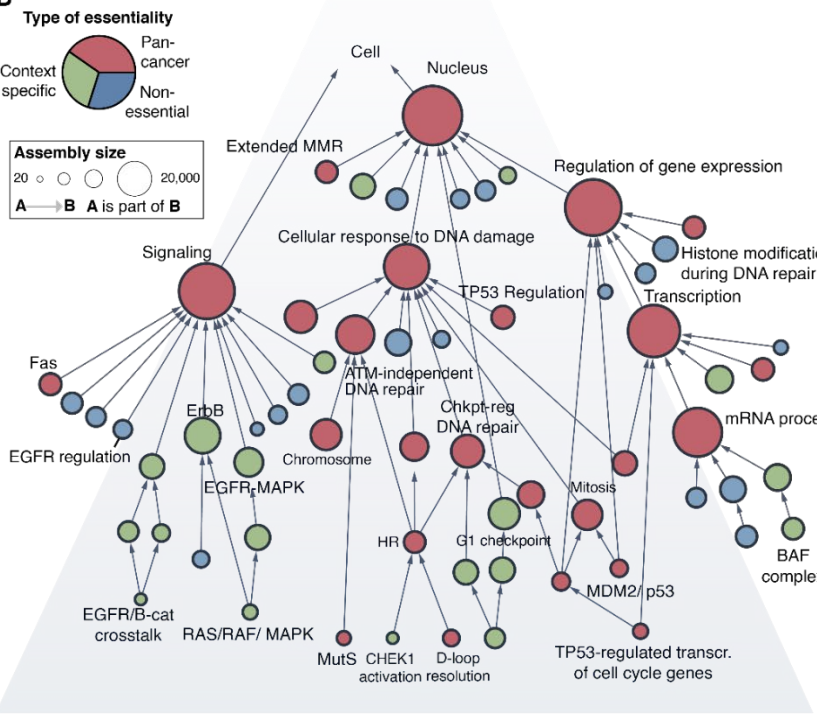 Type of essentiality
Pan-
cancer
Context
specific
Non-
essential
Assembly size
20
20,000
A B A is part of B
Cell
Nucleus
Extended MMR
Regulation of gene expression
Signaling
Cellular response to DNA damage
Histone modificati
during DNA repair
TP53 Regulation
Transcription
Fas
ATM-independent
DNA repair
ErbB
Chkpt-reg
DNA repair
mRNA proce
EGFR regulation
Chromosome
EGFR-MAPK
Mitosis
HR
G1 checkpoint
BAF
comple
MDM2/ p53
EGFR/B-cat
crosstalk
RAS/RAF/ MAPK
MutS
CHEK1
activation
D-loop
resolution
TP53-regulated transcr.
of cell cycle genes